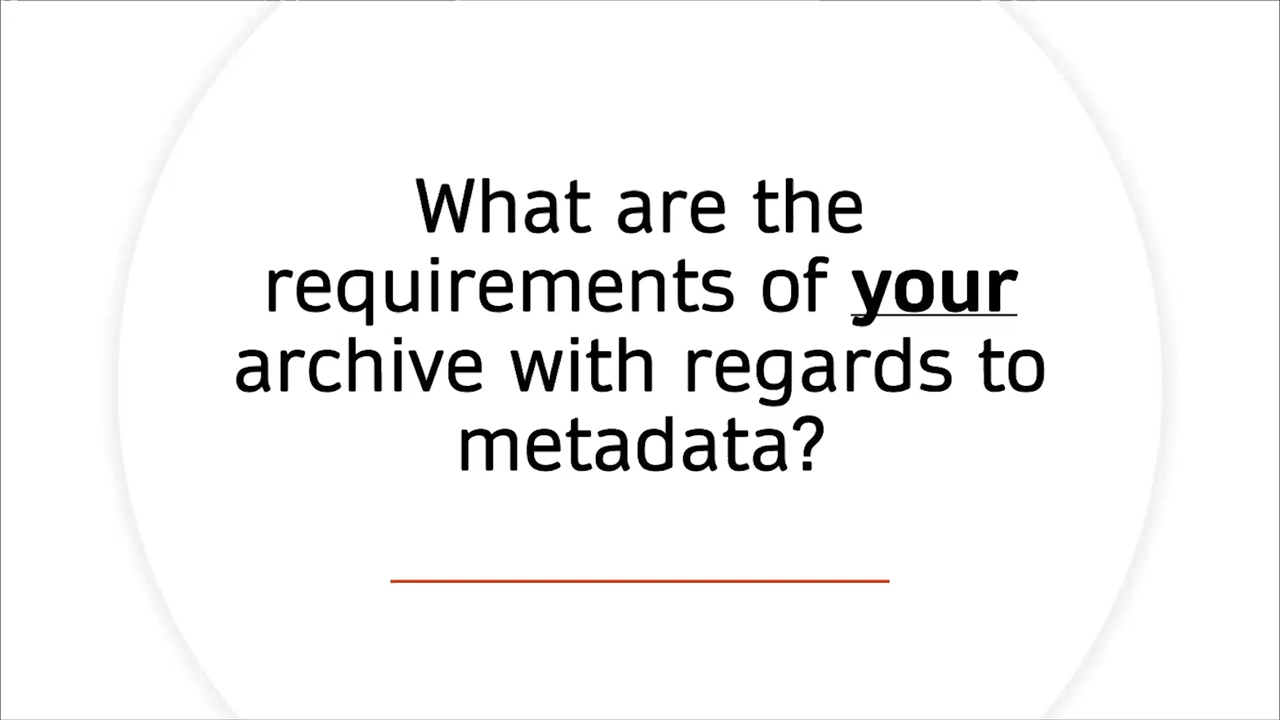 What are the
requirements of your
archive with regards to
metadata?